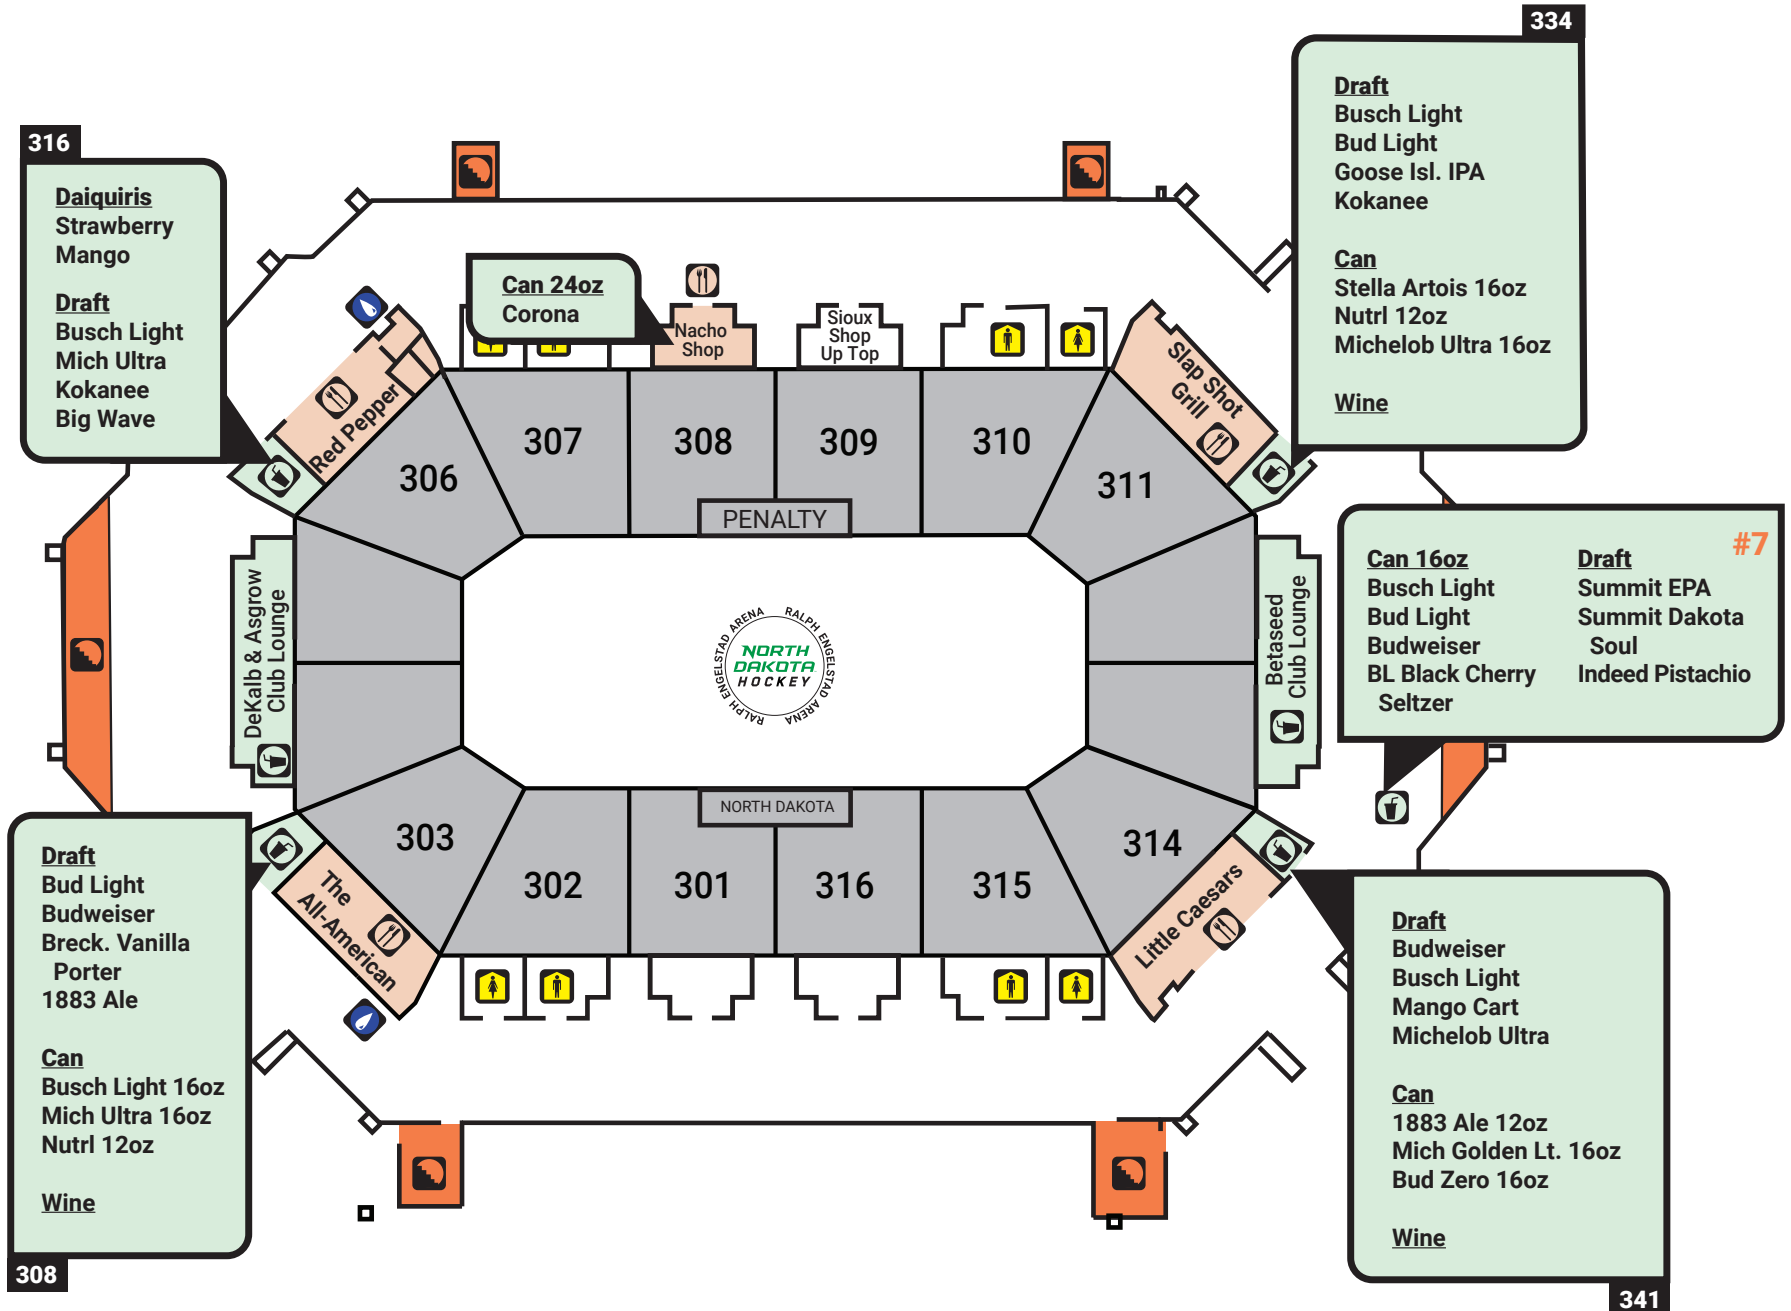 334
Draft
Busch Light
Bud Light
Goose Isl. IPA
Kokanee
Can
Stella Artois 16oz
Nutrl 12oz
Michelob Ultra 16oz
Wine
316
Daiquiris
Strawberry
Mango
Draft
Busch Light
Mich Ultra
Kokanee
Big Wave
Can 24oz
Corona
Nacho
Shop
Sioux
Shop
Up Top
Red Pepper
Slap Shot
Grill
306
307
308
309
310
311
PENALTY
#7
Can 16oz
Busch Light
Bud Light
Budweiser
BL Black Cherry
Seltzer
Draft
Summit EPA
Summit Dakota
Soul
Indeed Pistachio
DeKalb & Asgrow
Club Lounge
RALPH ENGELSTAD ARENA
RALPH ENGELSTAD ARENA
NORTH
DAKOTA
HOCKEY
Betaseed
Club Lounge
NORTH DAKOTA
303
302
301
316
315
314
The
All-American
Little Caesars
Draft
Bud Light
Budweiser
Breck. Vanilla
Porter
1883 Ale
Can
Busch Light 16oz
Mich Ultra 16oz
Nutrl 12oz
Wine
308
Draft
Budweiser
Busch Light
Mango Cart
Michelob Ultra
Can
1883 Ale 12oz
Mich Golden Lt. 16oz
Bud Zero 16oz
Wine
341